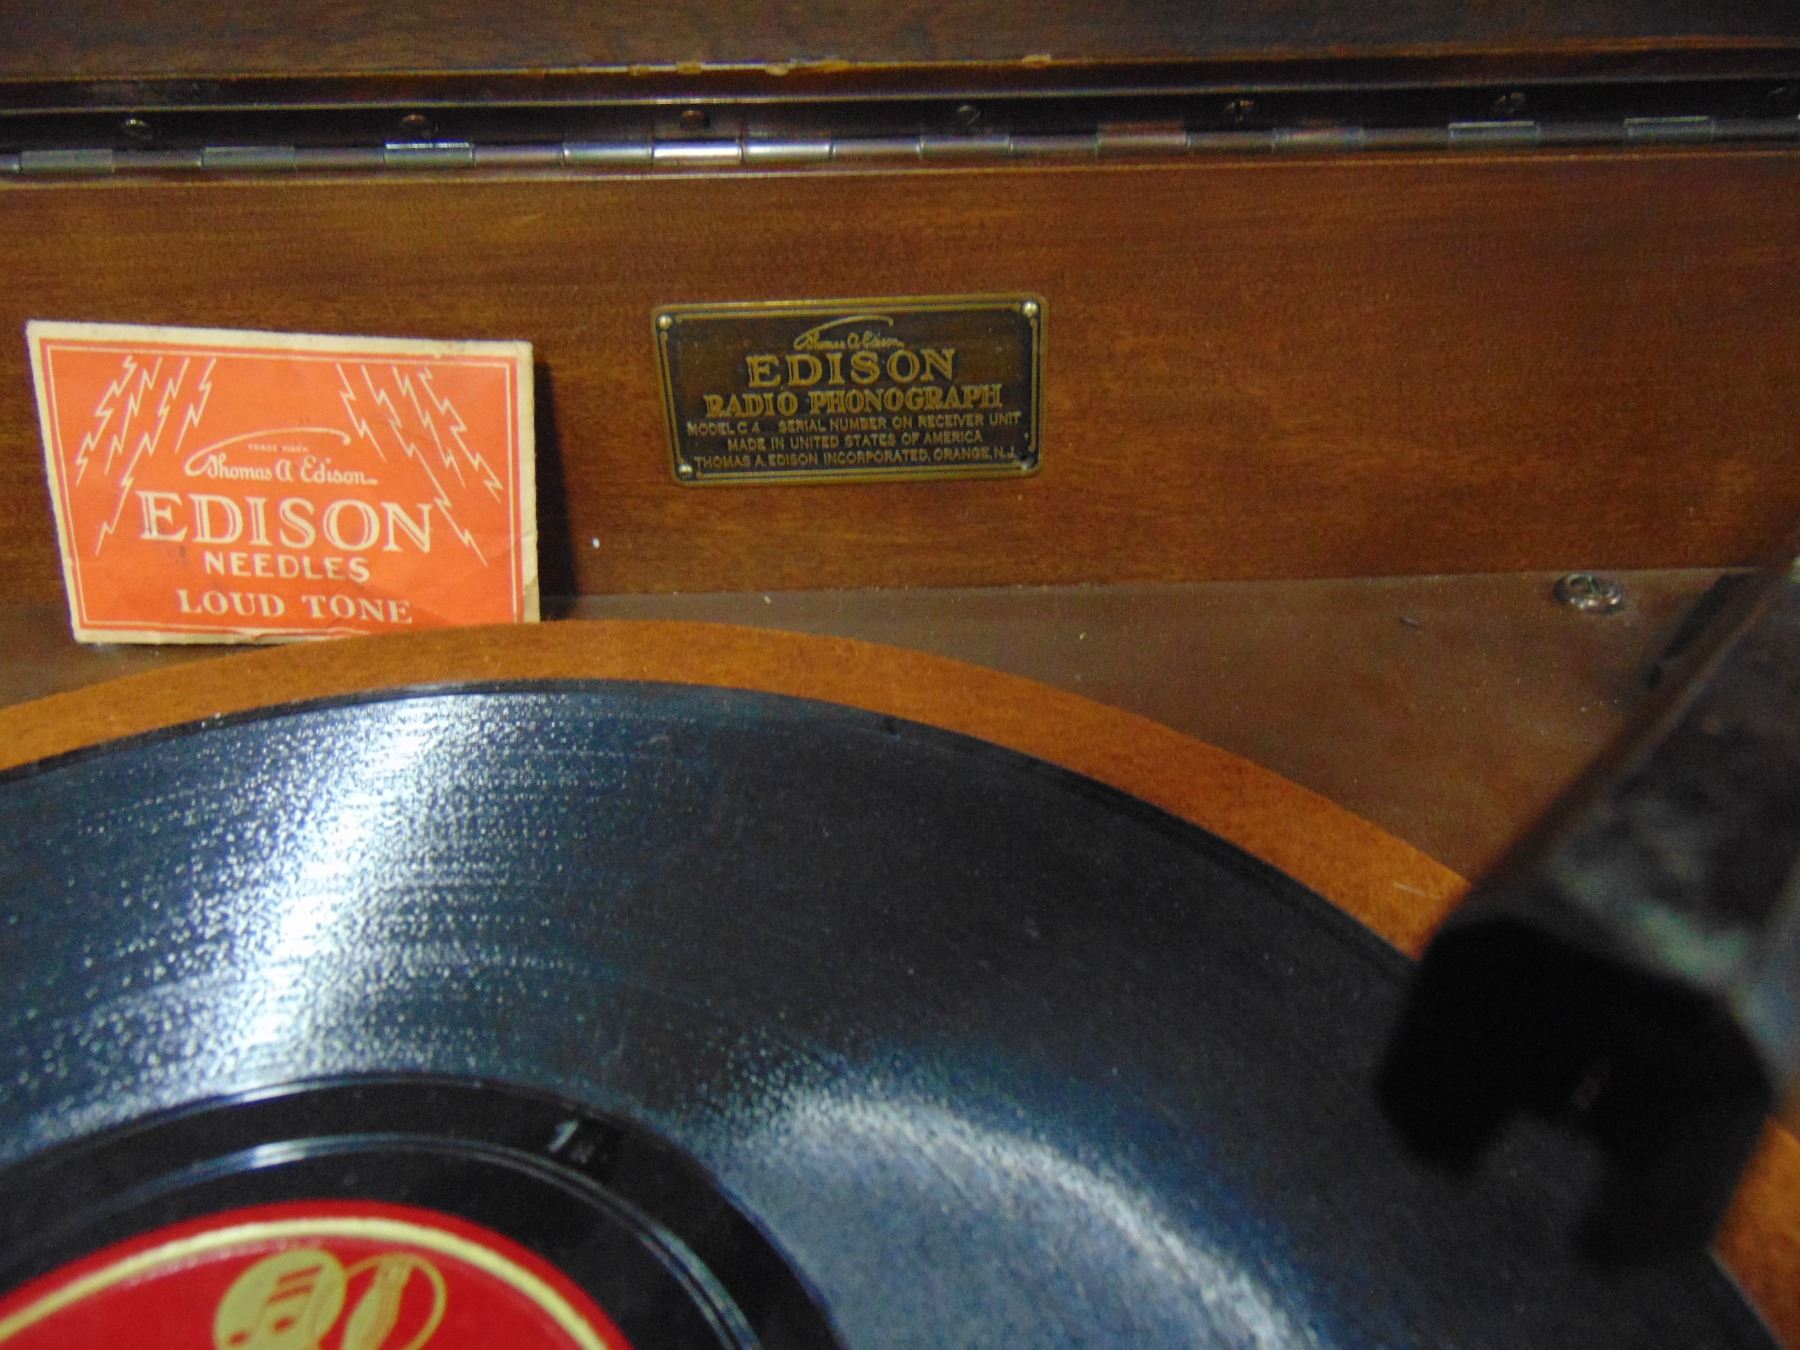 TRADE MARK
Thomas A Edison
EDISON
NEEDLES
LOUD TONE
Thomas A Edison
EDISON
RADIO PHONOGRAPH
MODEL C 4 SERIAL NUMBER ON RECEIVER UNIT
MADE IN UNITED STATES OF AMERICA
THOMAS A. EDISON INCORPORATED, ORANGE, N.J.